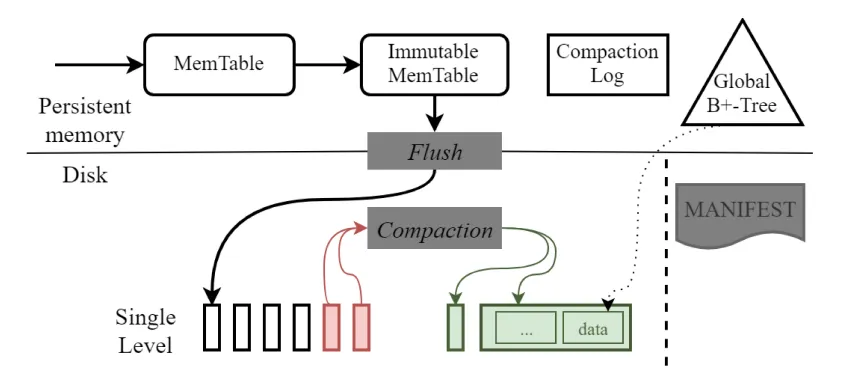 MemTable
Immutable
MemTable
Compaction
Log
Global
B+-Tree
Persistent
memory
Flush
Disk
MANIFEST
Compaction
Single
Level
...
data